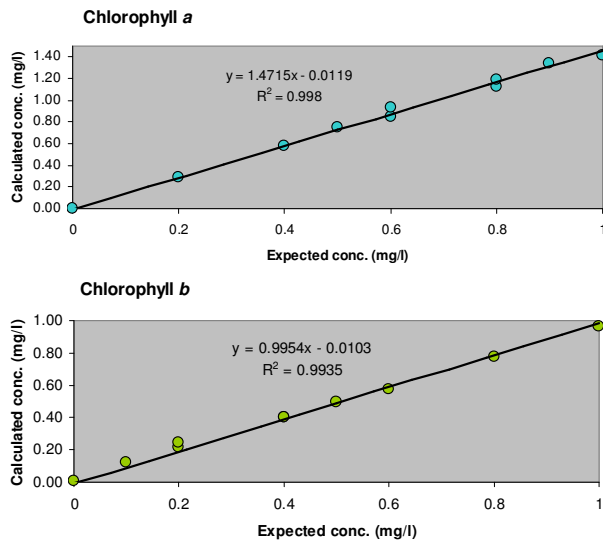 Chlorophyll a
y = 1.4715x - 0.0119
R² = 0.998
Calculated conc. (mg/l)
1.40
1.20
1.00
0.80
0.60
0.40
0.20
0.00
0 0.2 0.4 0.6 0.8 1
Expected conc. (mg/l)
Chlorophyll b
y = 0.9954x - 0.0103
R² = 0.9935
Calculated conc. (mg/l)
1.00
0.80
0.60
0.40
0.20
0.00
0 0.2 0.4 0.6 0.8 1
Expected conc. (mg/l)